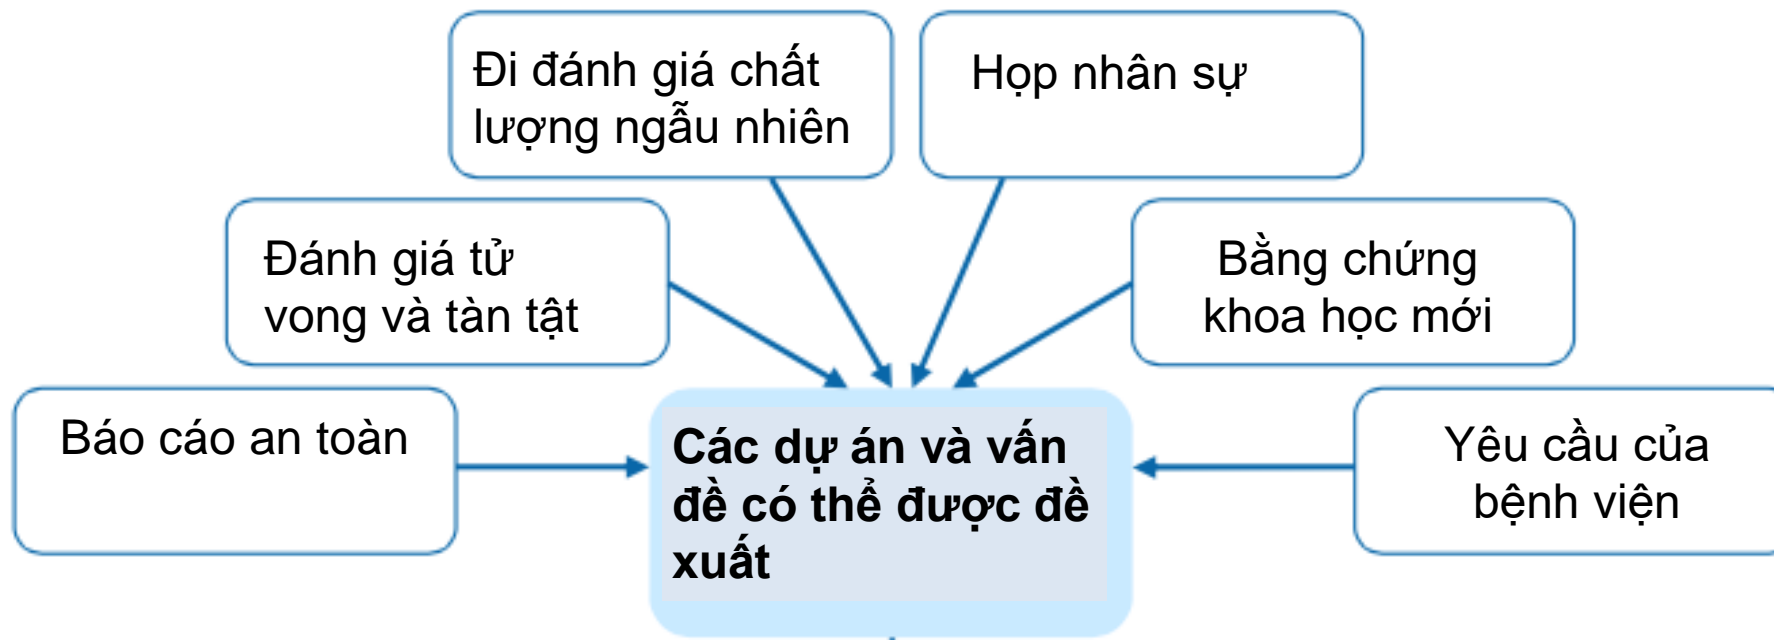 Đi đánh giá chất
lượng ngẫu nhiên
Họp nhân sự
Đánh giá tử
vong và tàn tật
Bằng chứng
khoa học mới
Báo cáo an toàn
Các dự án và vấn
đề có thể được đề
xuất
Yêu cầu của
bệnh viện